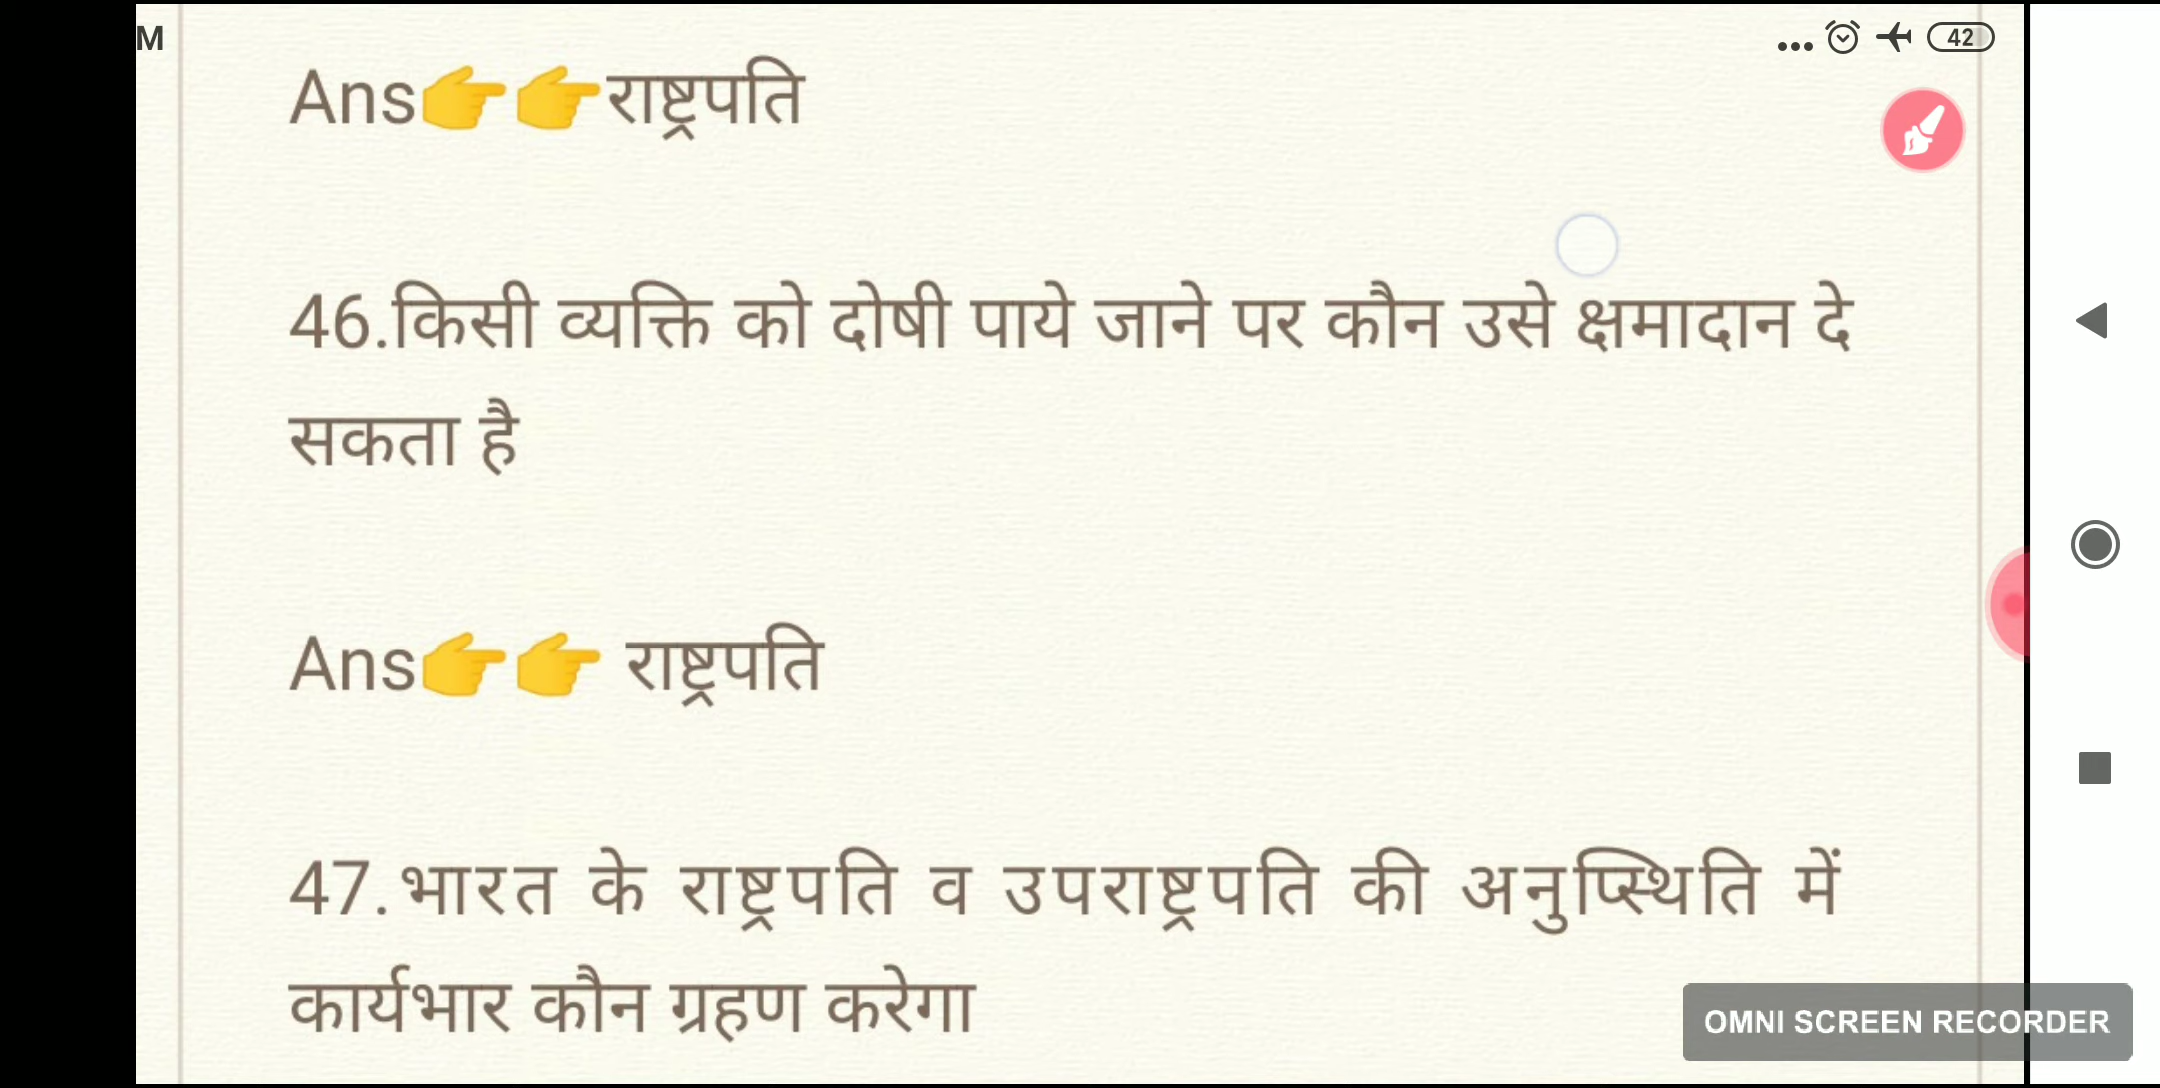 M
42
Ans👉👉राष्ट्रपति
46.किसी व्यक्ति को दोषी पाये जाने पर कौन उसे क्षमादान दे
सकता है
Ans👉👉 राष्ट्रपति
47.भारत के राष्ट्रपति व उपराष्ट्रपति की अनुप्स्थिति में
कार्यभार कौन ग्रहण करेगा
OMNI SCREEN RECORDER